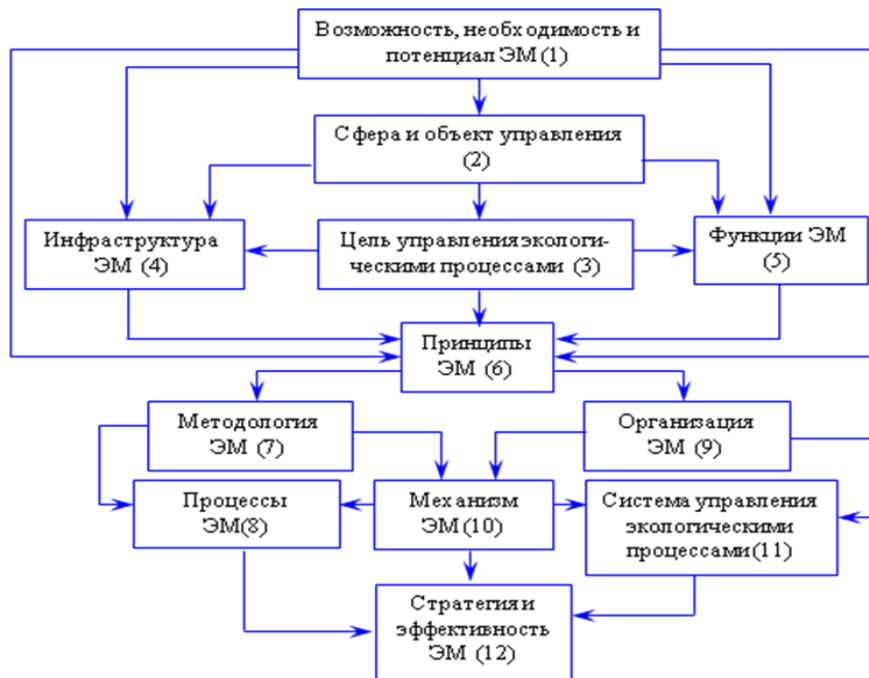 Возможность, необходимость и
потенциал ЭМ (1)
Сфера и объект управления
(2)
Инфраструктура
ЭМ (4)
Цель управления экологи-
ческими процессами (3)
Функции ЭМ
(5)
Принципы
ЭМ (6)
Методология
ЭМ (7)
Организация
ЭМ (9)
Процессы
ЭМ(8)
Механизм
ЭМ (10)
Система управления
экологическими
процессами (11)
Стратегия и
эффективность
ЭМ (12)